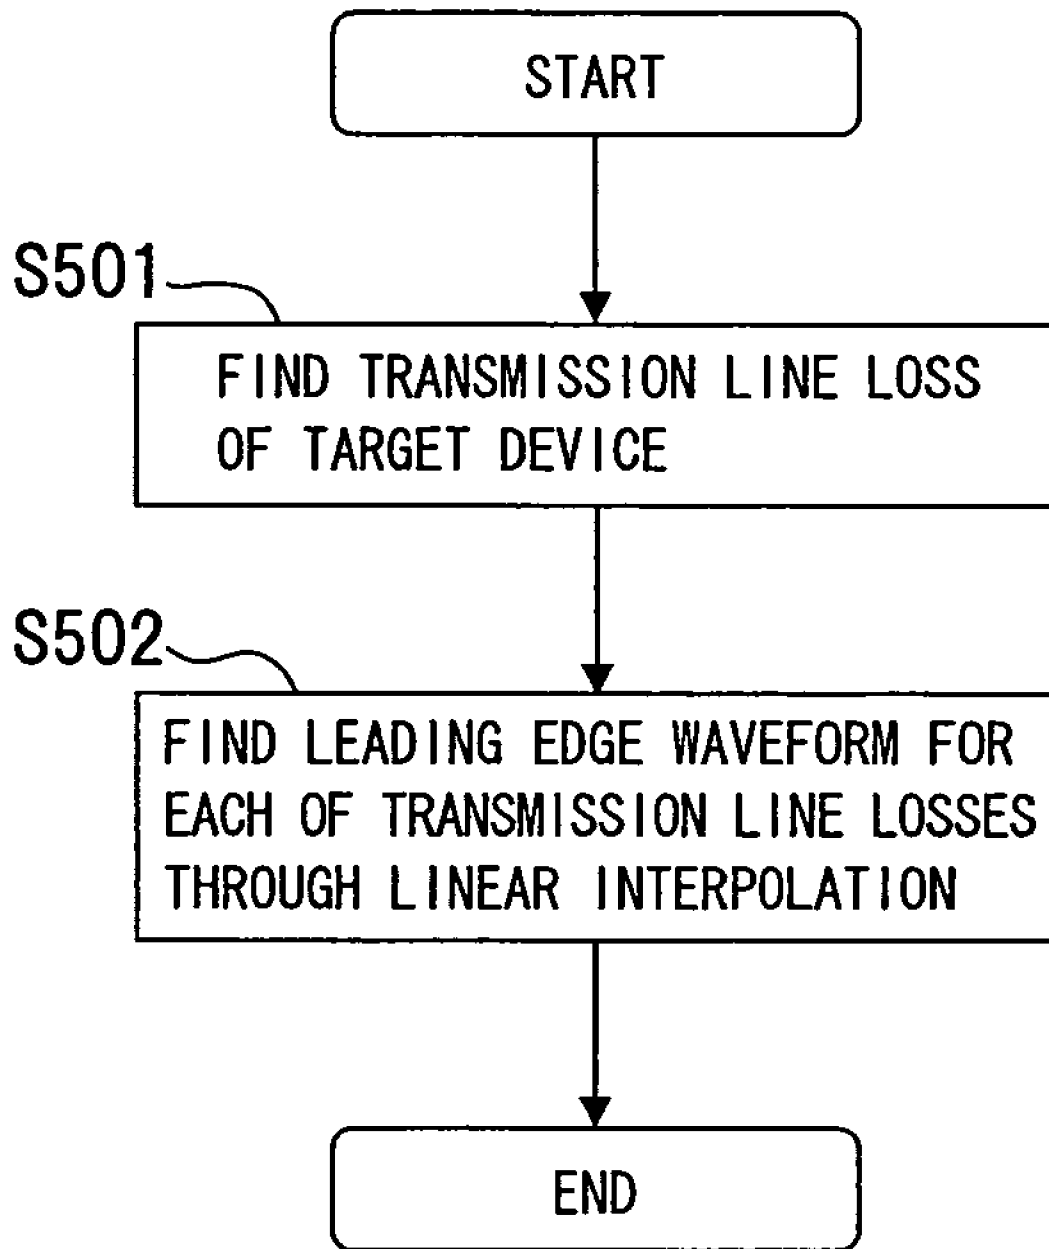 START
S501
FIND TRANSMISSION LINE LOSS
OF TARGET DEVICE
S502
FIND LEADING EDGE WAVEFORM FOR
EACH OF TRANSMISSION LINE LOSSES
THROUGH LINEAR INTERPOLATION
END